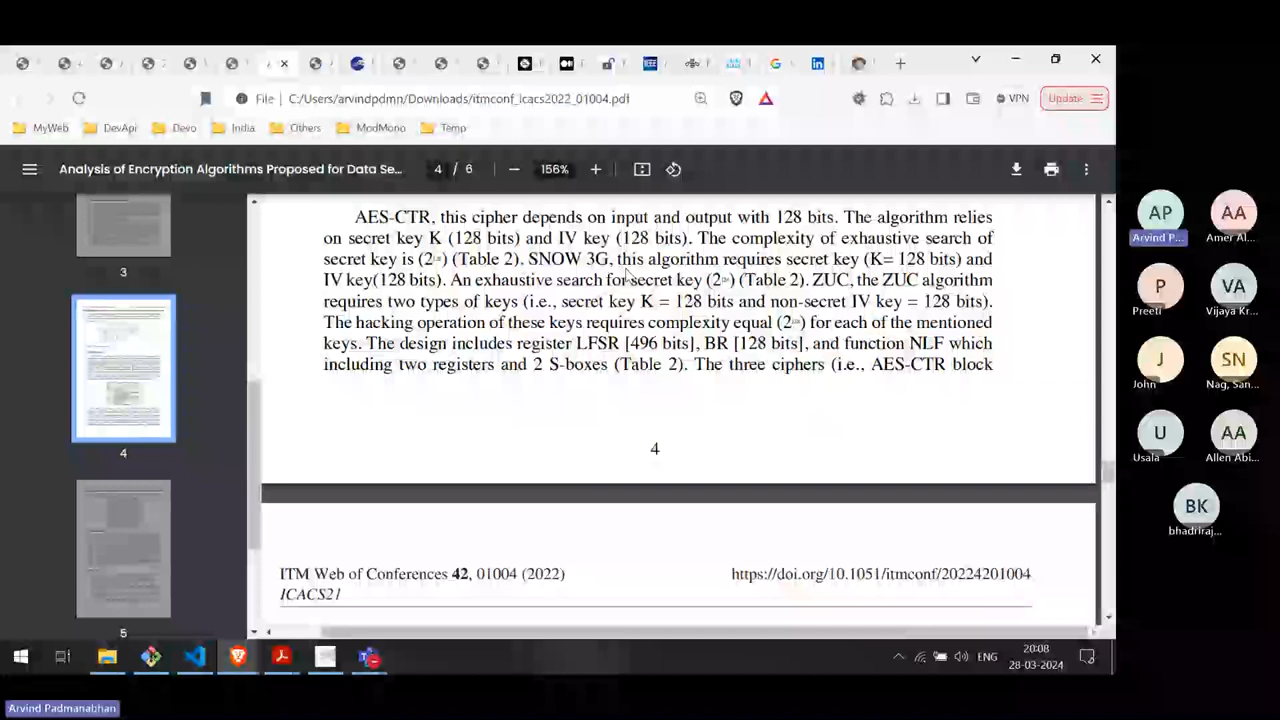 File
C:/Users/arvindpdmn/Downloads/itmconf_icacs2022_01004.pdf
VPN
Update
MyWeb
DevApi
Devo
India
Others
ModMono
Temp
Analysis of Encryption Algorithms Proposed for Data Se...
4 / 6
156%
3
4
5
AES-CTR, this cipher depends on input and output with 128 bits. The algorithm relies
on secret key K (128 bits) and IV key (128 bits). The complexity of exhaustive search of
secret key is (2 ) (Table 2). SNOW 3G, this algorithm requires secret key (K= 128 bits) and
IV key(128 bits). An exhaustive search for secret key (2 ) (Table 2). ZUC, the ZUC algorithm
requires two types of keys (i.e., secret key K = 128 bits and non-secret IV key = 128 bits).
The hacking operation of these keys requires complexity equal (2 ) for each of the mentioned
keys. The design includes register LFSR [496 bits], BR [128 bits], and function NLF which
including two registers and 2 S-boxes (Table 2). The three ciphers (i.e., AES-CTR block
4
ITM Web of Conferences 42, 01004 (2022)
https://doi.org/10.1051/itmconf/20224201004
ICACS21
ENG
20:08
28-03-2024
AP
Arvind P...
AA
Amer Al...
P
Preeti
VA
Vijaya Kr...
J
John
SN
Nag, San...
U
Usala
AA
Allen Abi...
BK
bhadriraj...
Arvind Padmanabhan